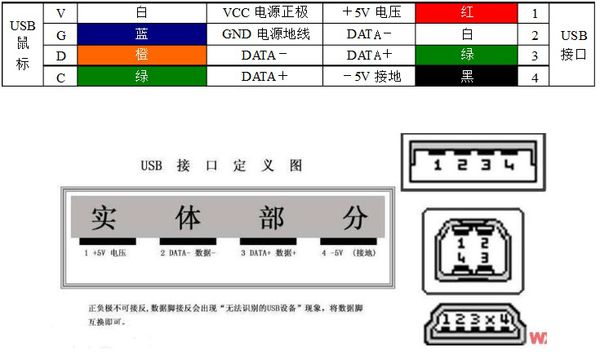 USB鼠标 V 白 VCC 电源正极 +5V 电压 红 1 USB接口
G 蓝 GND 电源地线 DATA- 白 2
D 橙 DATA- DATA+ 绿 3
C 绿 DATA+ -5V 接地 黑 4
USB 接口定义图
实体部分
1 +5V 电压 2 DATA- 数据- 3 DATA+ 数据+ 4 -5V (接地)
正负极不可接反,数据脚接反会出现“无法识别的USB设备”现象，将数据脚
互换即可。
1 2 3 4
1 2
4 3
1 2 3 x 4